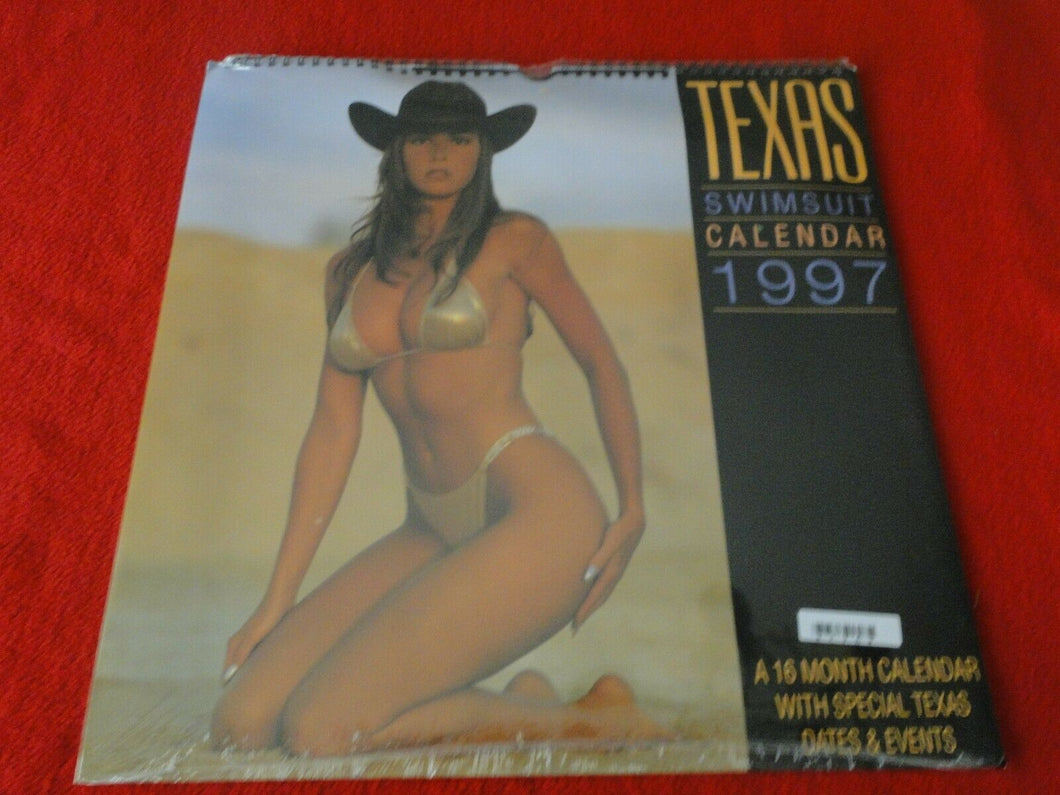 TEXAS
SWIMSUIT
CALENDAR
1997
A 16 MONTH CALENDAR
WITH SPECIAL TEXAS
DATES & EVENTS